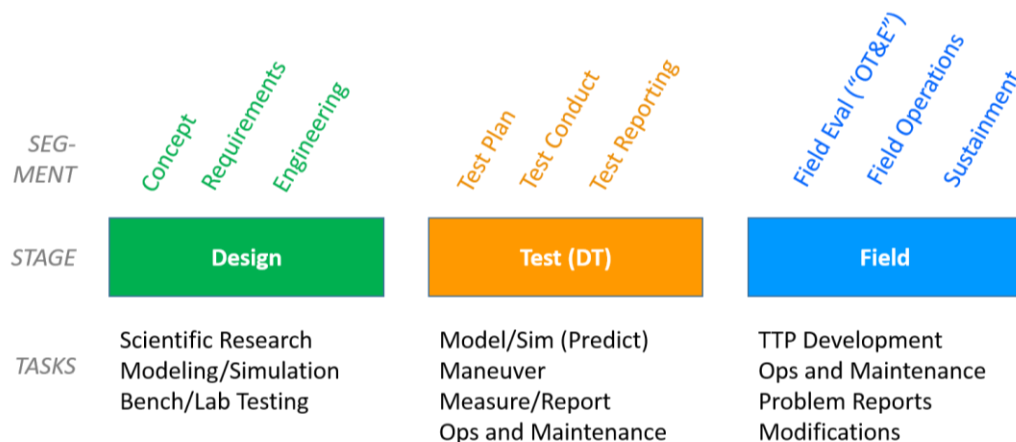 SEG-
MENT
Concept
Requirements
Engineering
Test Plan
Test Conduct
Test Reporting
Field Eval (“OT&E”)
Field Operations
Sustainment
STAGE
Design
Test (DT)
Field
TASKS
Scientific Research
Modeling/Simulation
Bench/Lab Testing
Model/Sim (Predict)
Maneuver
Measure/Report
Ops and Maintenance
TTP Development
Ops and Maintenance
Problem Reports
Modifications